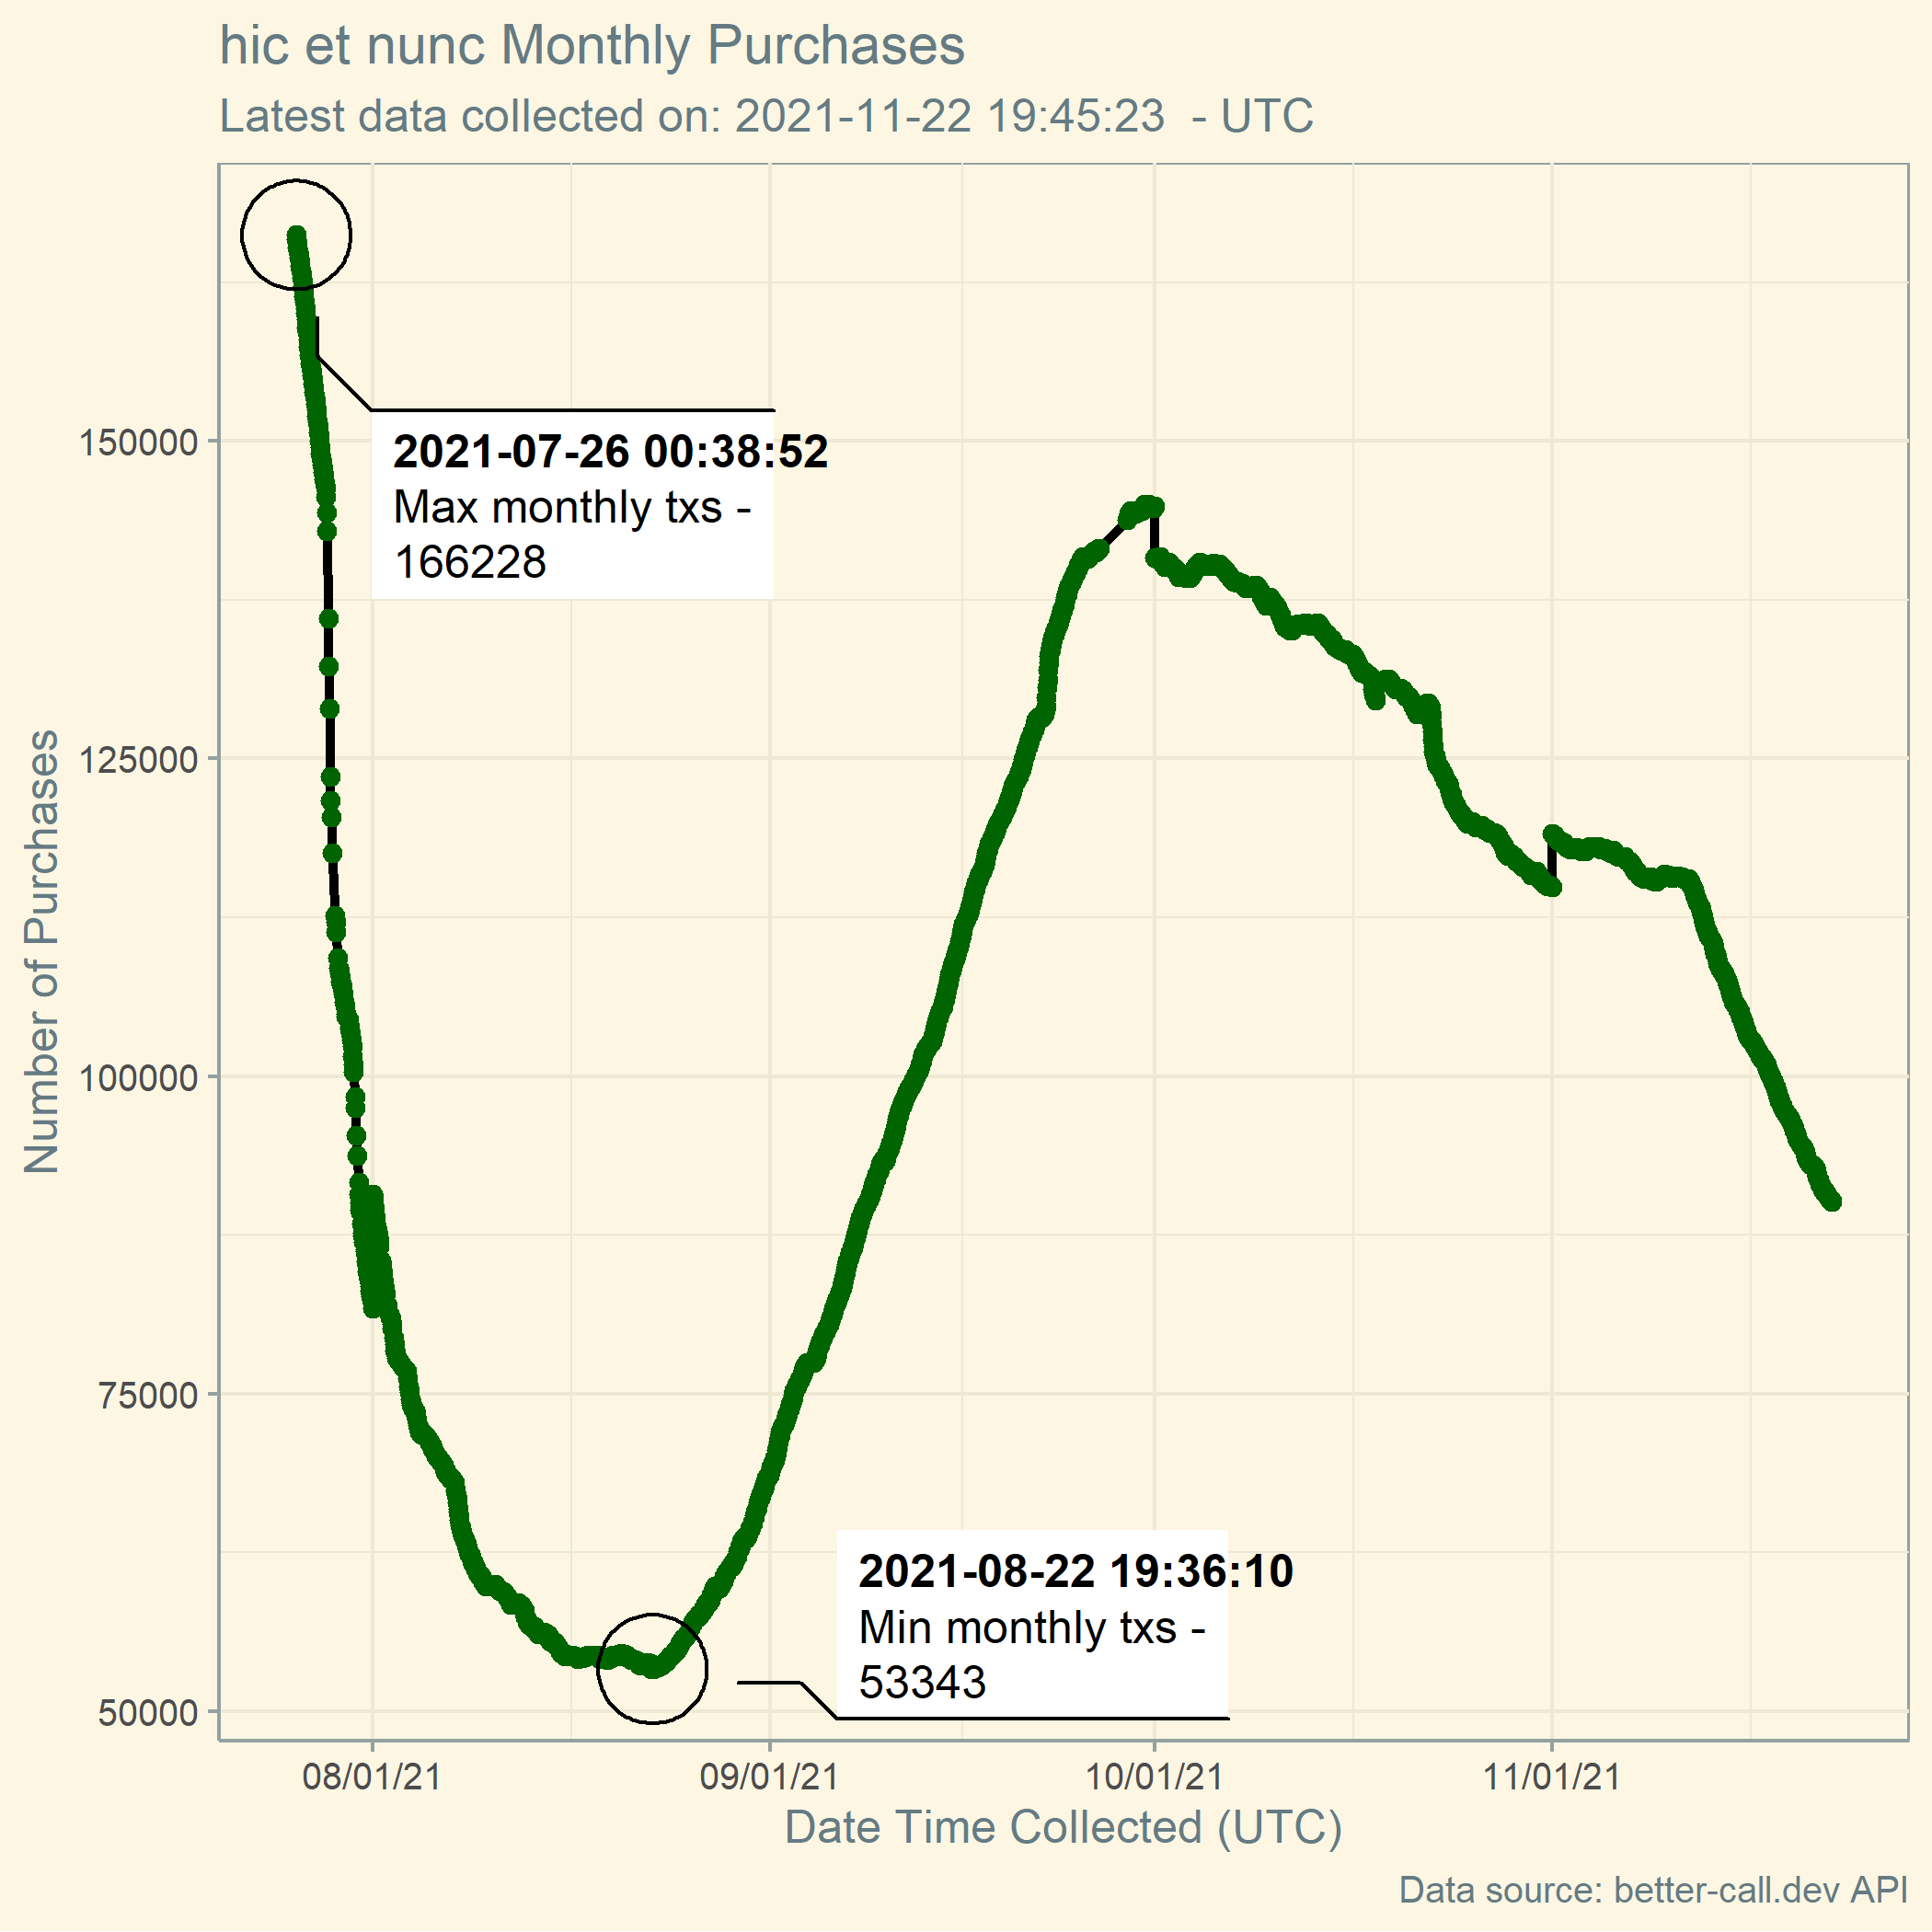 hic et nunc Monthly Purchases
Latest data collected on: 2021-11-22 19:45:23  - UTC
Number of Purchases
150000
125000
100000
75000
50000
2021-07-26 00:38:52
Max monthly txs -
166228
2021-08-22 19:36:10
Min monthly txs -
53343
08/01/21
09/01/21
10/01/21
11/01/21
Date Time Collected (UTC)
Data source: better-call.dev API